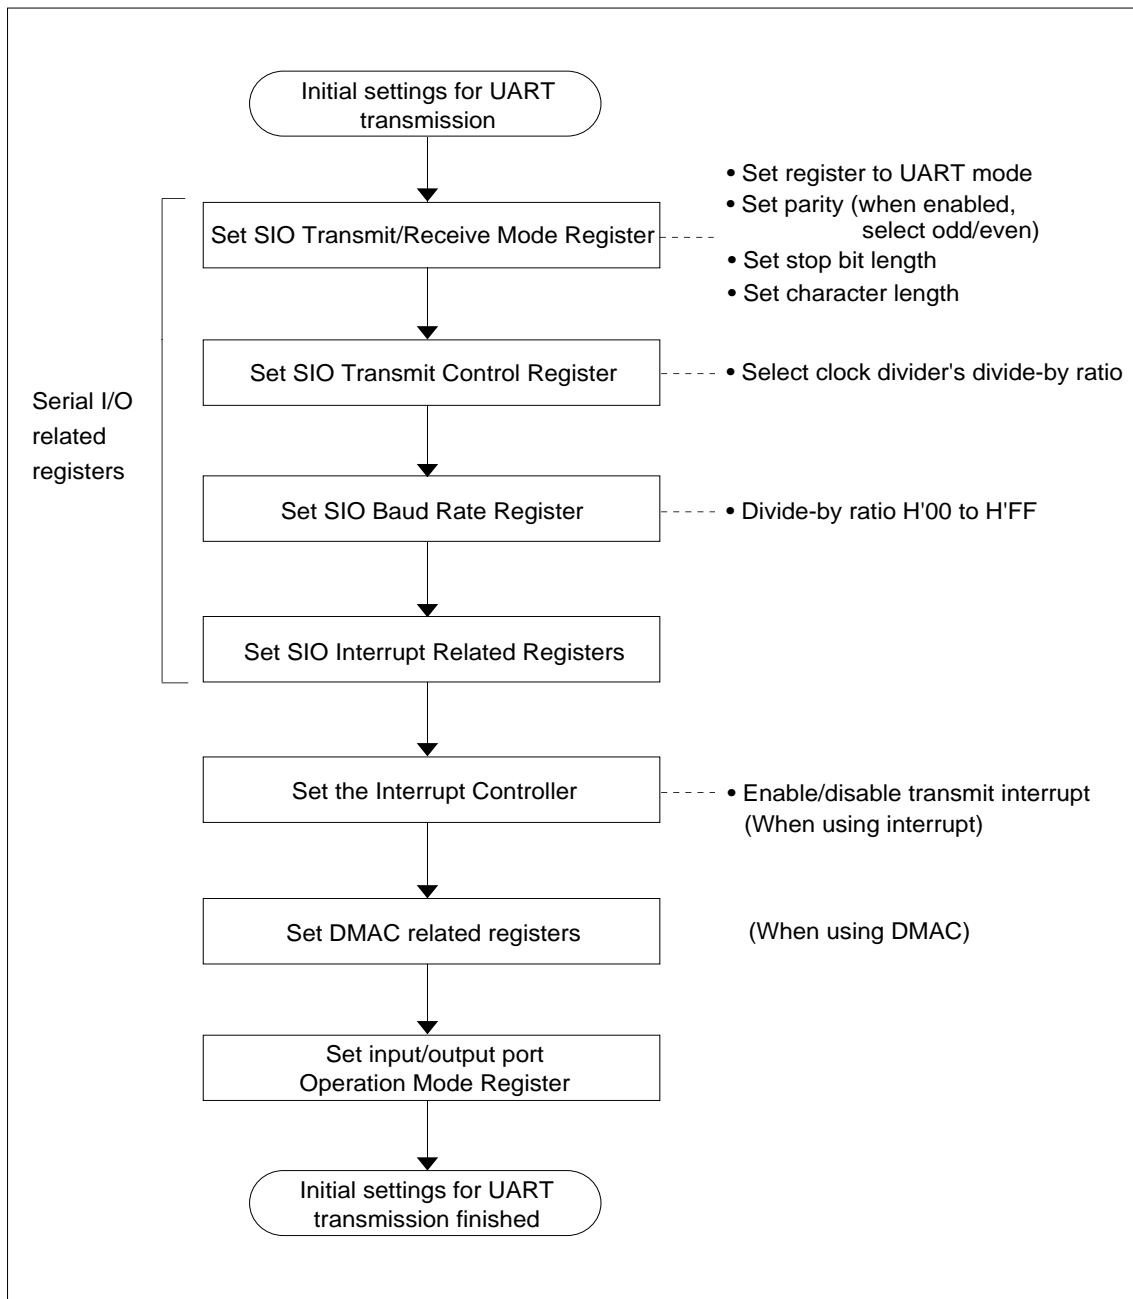 Initial settings for UART
transmission
• Set register to UART mode
• Set parity (when enabled,
select odd/even)
• Set stop bit length
• Set character length
Set SIO Transmit/Receive Mode Register
Set SIO Transmit Control Register
• Select clock divider's divide-by ratio
Serial I/O
related
registers
Set SIO Baud Rate Register
• Divide-by ratio H'00 to H'FF
Set SIO Interrupt Related Registers
Set the Interrupt Controller
• Enable/disable transmit interrupt
(When using interrupt)
Set DMAC related registers
(When using DMAC)
Set input/output port
Operation Mode Register
Initial settings for UART
transmission finished